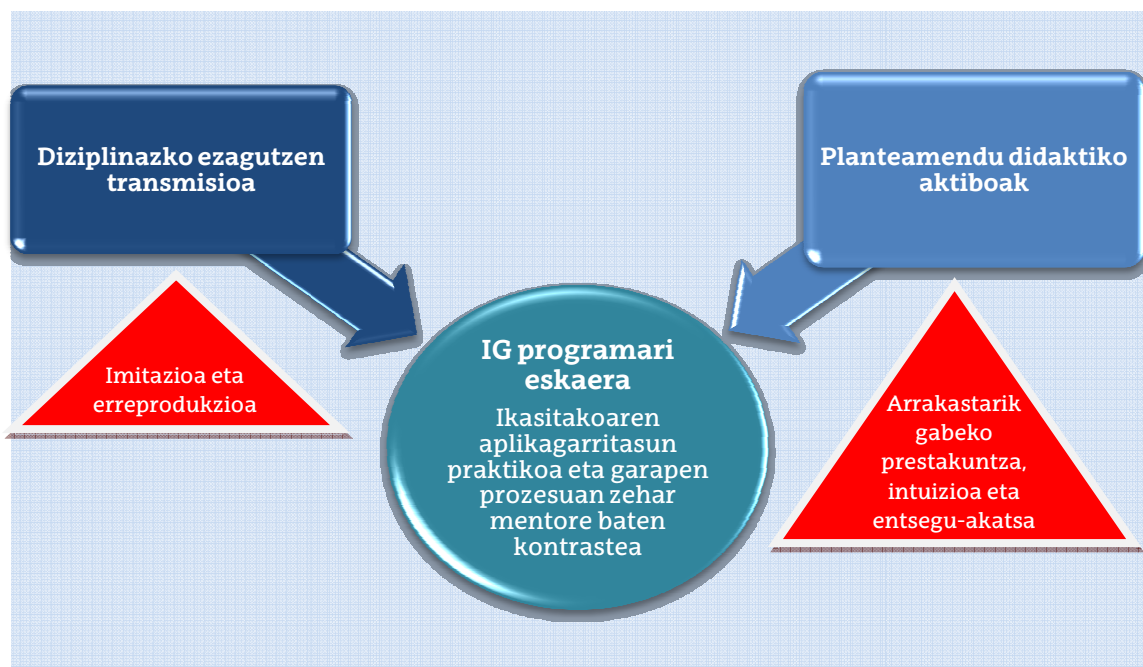 Diziplinazko ezagutzen
transmisioa
Planteamendu didaktiko
aktiboak
Imitazioa eta
erreprodukzioa
IG programari
eskaera
Ikasitakoaren
aplikagarritasun
praktikoa eta garapen
prozesuan zehar
mentore baten
kontrastea
Arrakastarik
gabeko
prestakuntza,
intuizioa eta
entsegu-akatsa